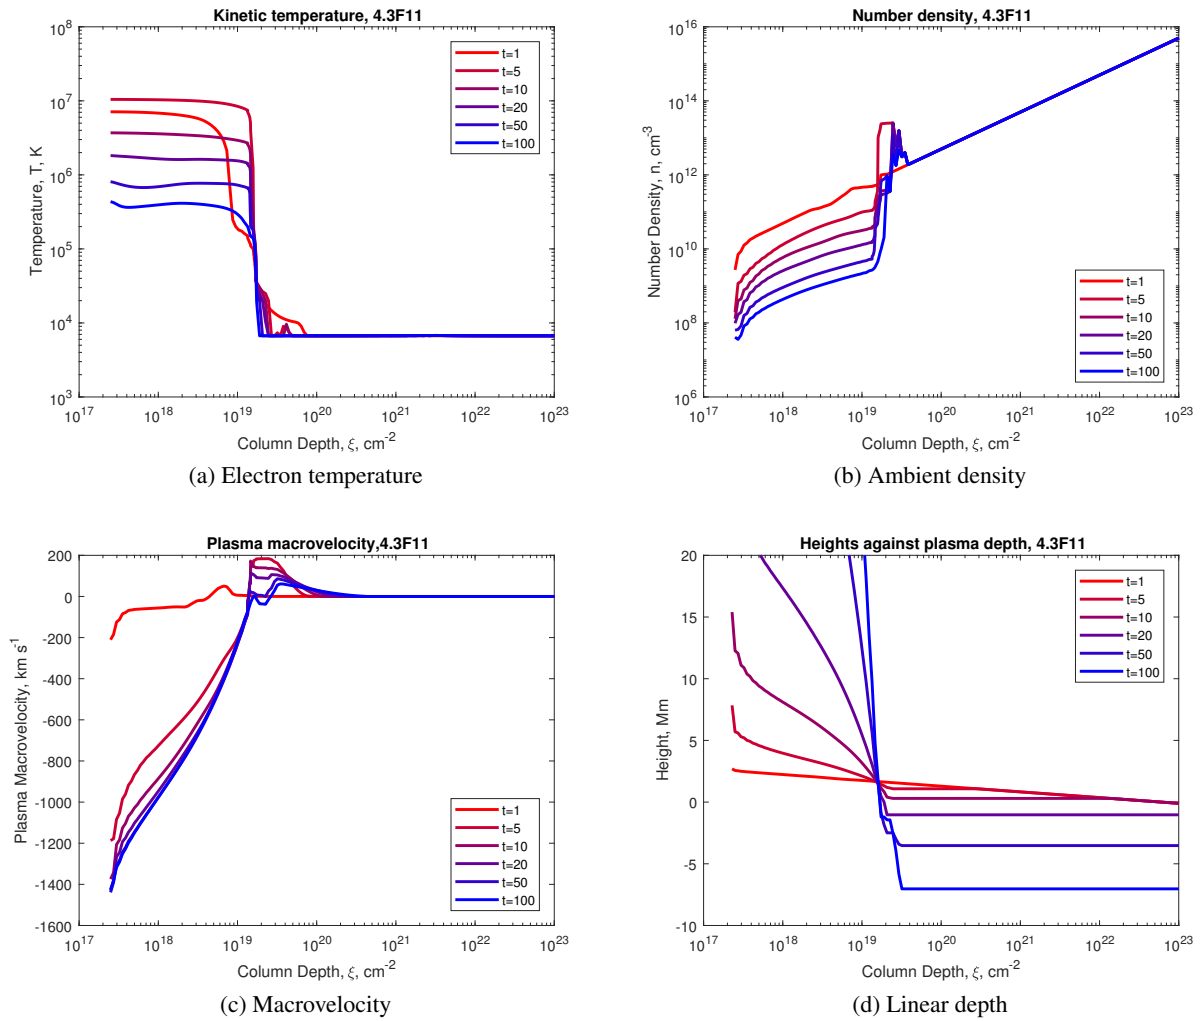 Kinetic temperature, 4.3F11
10^8
10^7
10^6
10^5
10^4
10^3
Temperature, T, K
t=1
t=5
t=10
t=20
t=50
t=100
10^17 10^18 10^19 10^20 10^21 10^22 10^23
Column Depth, ξ, cm^-2
(a) Electron temperature
Number density, 4.3F11
10^16
10^14
10^12
10^10
10^8
10^6
Number Density, n, cm^-3
t=1
t=5
t=10
t=20
t=50
t=100
10^17 10^18 10^19 10^20 10^21 10^22 10^23
Column Depth, ξ, cm^-2
(b) Ambient density
Plasma macrovelocity,4.3F11
200
0
-200
-400
-600
-800
-1000
-1200
-1400
-1600
Plasma Macrovelocity, km s^1
t=1
t=5
t=10
t=20
t=50
t=100
10^17 10^18 10^19 10^20 10^21 10^22 10^23
Column Depth, ξ, cm^-2
(c) Macrovelocity
Heights against plasma depth, 4.3F11
20
15
10
5
0
-5
-10
Height, Mm
t=1
t=5
t=10
t=20
t=50
t=100
10^17 10^18 10^19 10^20 10^21 10^22 10^23
Column Depth, ξ, cm^-2
(d) Linear depth